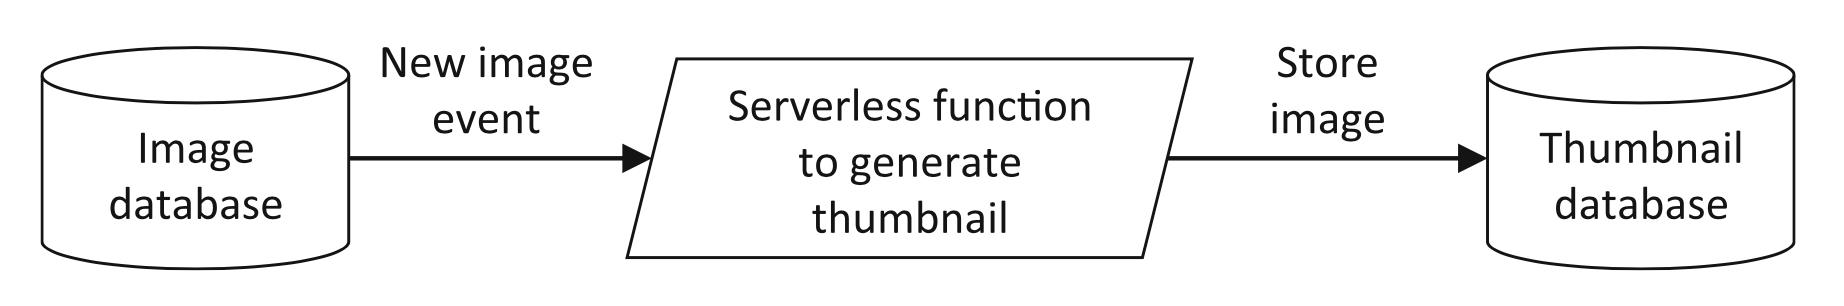 Image
database
New image
event
Serverless function
to generate
thumbnail
Store
image
Thumbnail
database